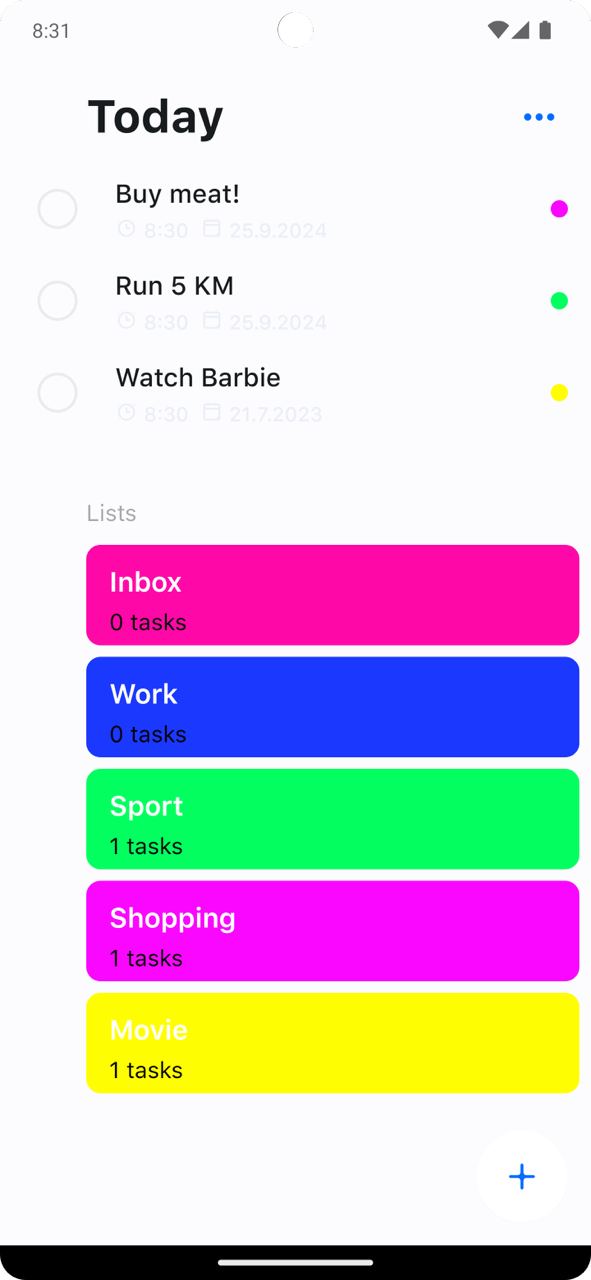 8:31
Today
Buy meat!
8:30 25.9.2024
Run 5 KM
8:30 25.9.2024
Watch Barbie
8:30 21.7.2023
Lists
Inbox
0 tasks
Work
0 tasks
Sport
1 tasks
Shopping
1 tasks
Movie
1 tasks